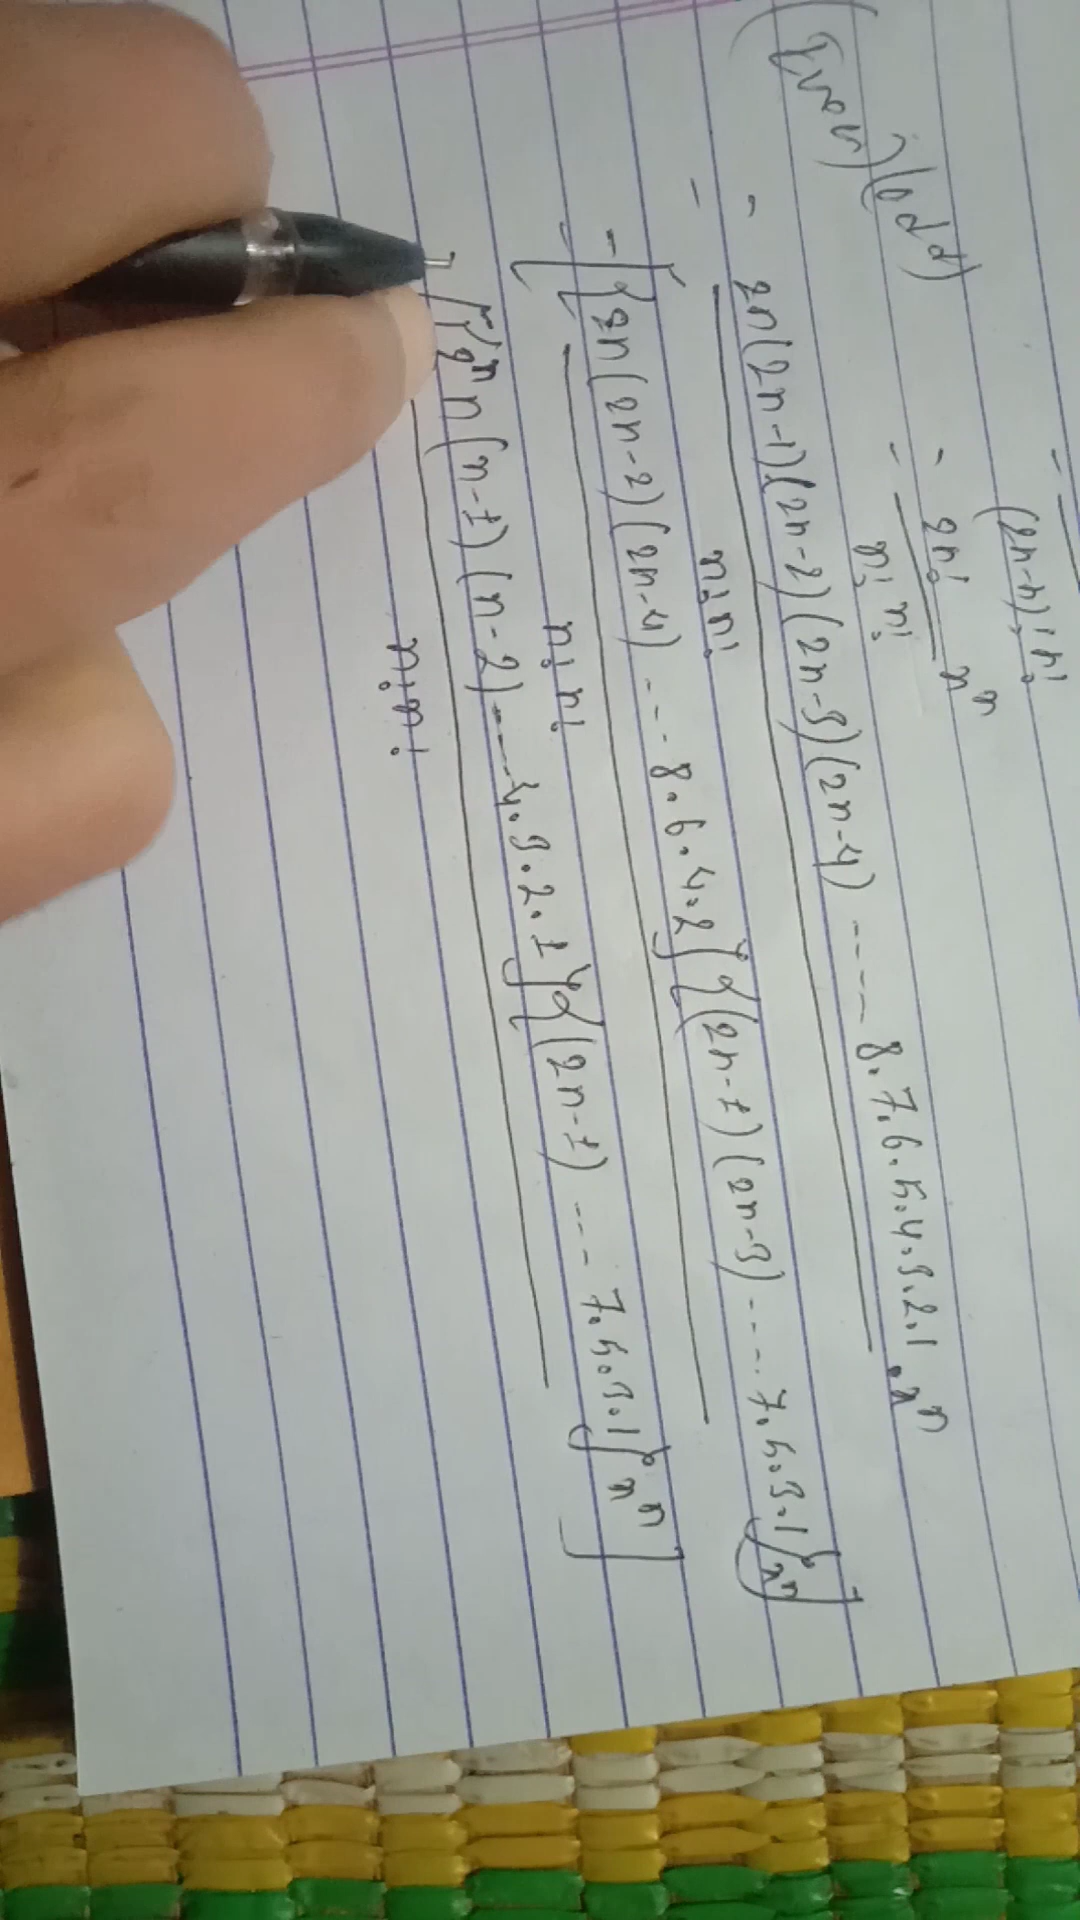 (2n-n)! n!
= 2n! x^n
n! n!
(Even) (odd)
= 2n(2n-1)(2n-2)(2n-3)(2n-4) ----- 8.7.6.5.4.3.2.1 . x^n
n! n!
= [{2n(2n-2)(2n-4) --- 8.6.4.2}{(2n-1)(2n-3) ---- 7.5.3.1} x^n]
n! n!
= [{2^n n(n-1)(n-2) ---- 4.3.2.1}{(2n-1) ---- 7.5.3.1} x^n]
n! n!